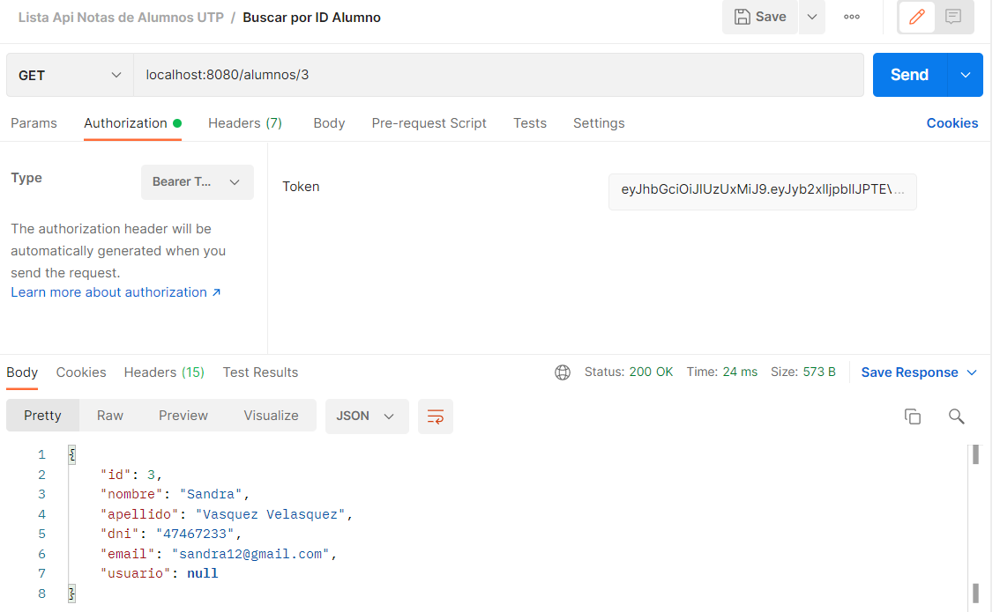 Lista Api Notas de Alumnos UTP / Buscar por ID Alumno
Save
GET
localhost:8080/alumnos/3
Send
Params Authorization Headers (7) Body Pre-request Script Tests Settings Cookies
Type
Bearer T...
Token
eyJhbGciOiJIUzUxMiJ9.eyJyb2xlIjpbIlJPTEV...
The authorization header will be
automatically generated when you
send the request.
Learn more about authorization ↗
Body Cookies Headers (15) Test Results Status: 200 OK Time: 24 ms Size: 573 B Save Response
Pretty Raw Preview Visualize JSON
1 {
2 "id": 3,
3 "nombre": "Sandra",
4 "apellido": "Vasquez Velasquez",
5 "dni": "47467233",
6 "email": "sandra12@gmail.com",
7 "usuario": null
8 }